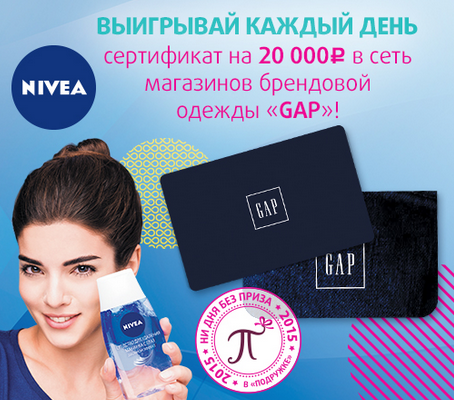 ВЫИГРЫВАЙ КАЖДЫЙ ДЕНЬ
сертификат на 20 000₽ в сеть
магазинов брендовой
одежды «GAP»!
NIVEA
GAP
GAP
NIVEA
НИ ДНЯ БЕЗ ПРИЗА
2015
2015
В «ПОДРУЖКЕ»